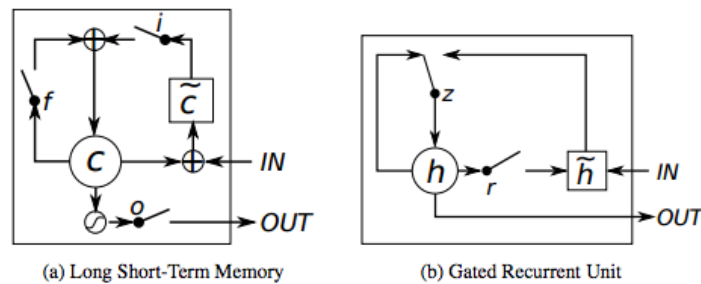 i
f
c̃
c
IN
o
OUT
(a) Long Short-Term Memory
z
h
r
h̃
IN
OUT
(b) Gated Recurrent Unit